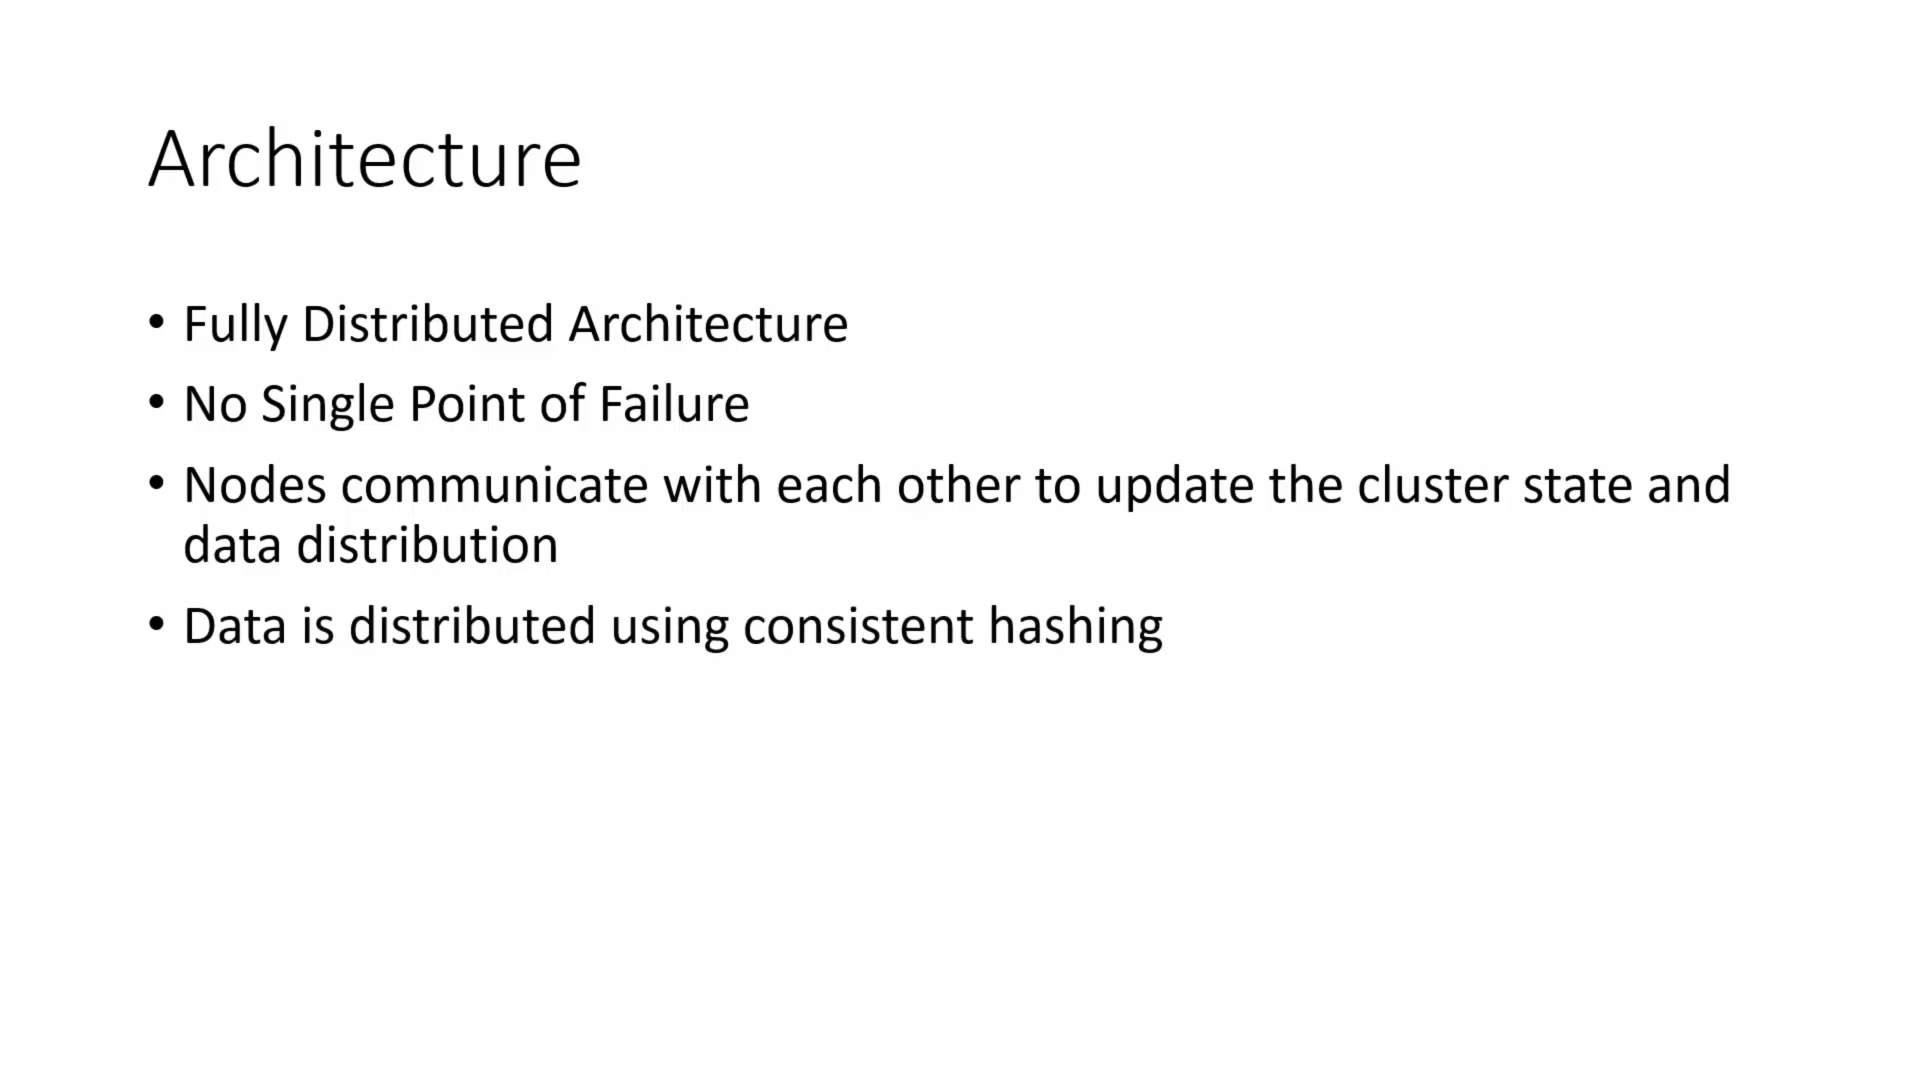 Architecture
• Fully Distributed Architecture
• No Single Point of Failure
• Nodes communicate with each other to update the cluster state and
data distribution
• Data is distributed using consistent hashing